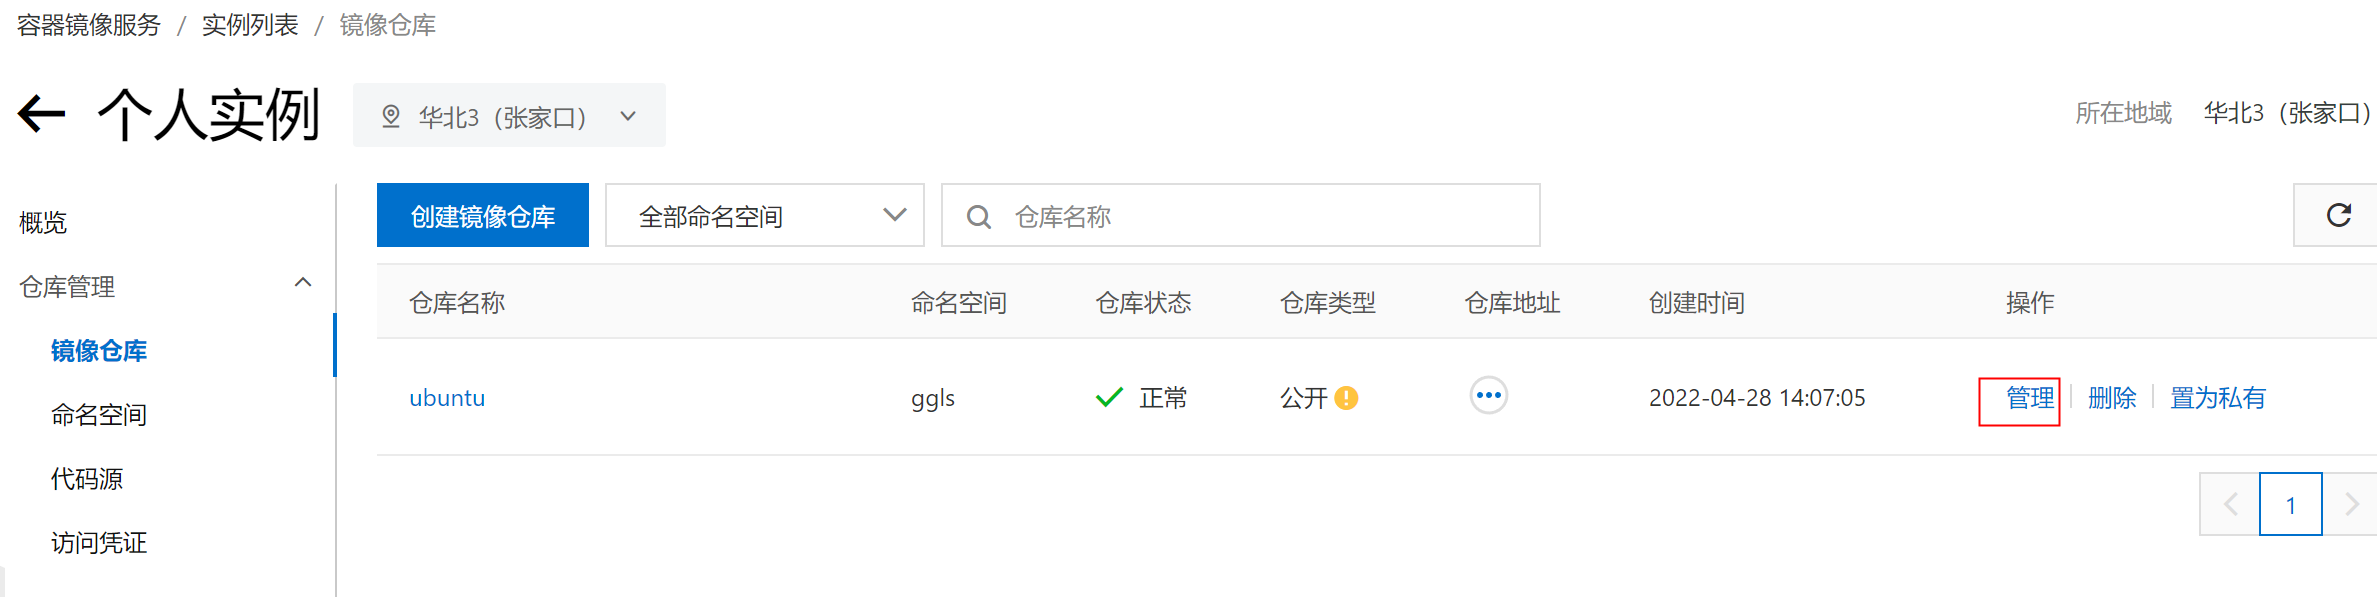 容器镜像服务 / 实例列表 / 镜像仓库
个人实例 华北3（张家口） 所在地域 华北3（张家口）
概览
仓库管理
镜像仓库
命名空间
代码源
访问凭证
创建镜像仓库 全部命名空间 仓库名称
仓库名称 命名空间 仓库状态 仓库类型 仓库地址 创建时间 操作
ubuntu ggls 正常 公开 2022-04-28 14:07:05 管理 删除 置为私有
1